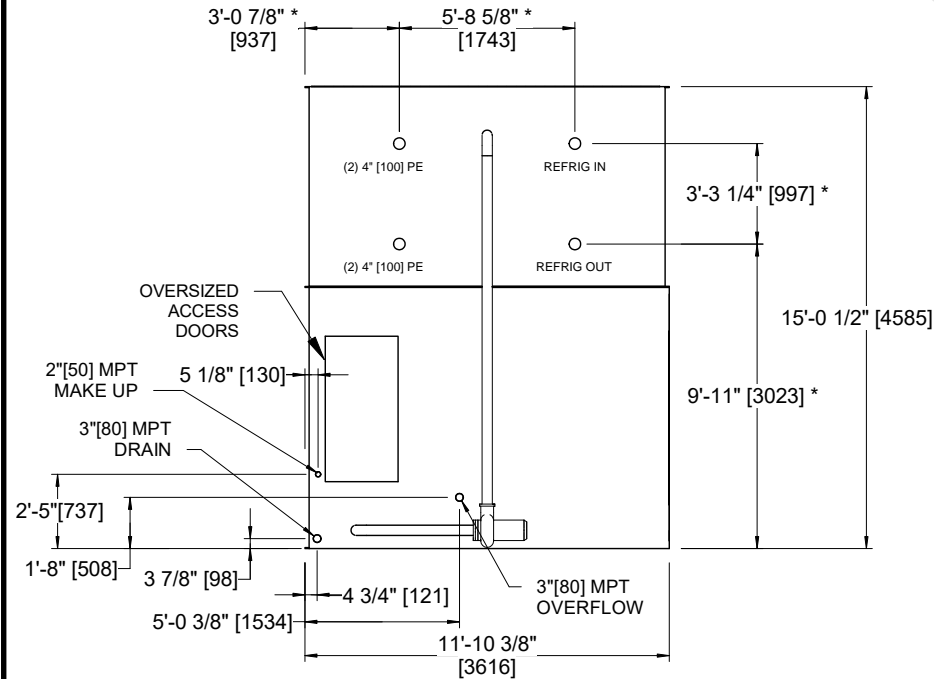 3'-0 7/8" *
[937]
5'-8 5/8" *
[1743]
(2) 4" [100] PE
REFRIG IN
3'-3 1/4" [997] *
(2) 4" [100] PE
REFRIG OUT
OVERSIZED
ACCESS
DOORS
15'-0 1/2" [4585]
2"[50] MPT
MAKE UP
5 1/8" [130]
9'-11" [3023] *
3"[80] MPT
DRAIN
2'-5"[737]
1'-8" [508]
3 7/8" [98]
4 3/4" [121]
3"[80] MPT
OVERFLOW
5'-0 3/8" [1534]
11'-10 3/8"
[3616]